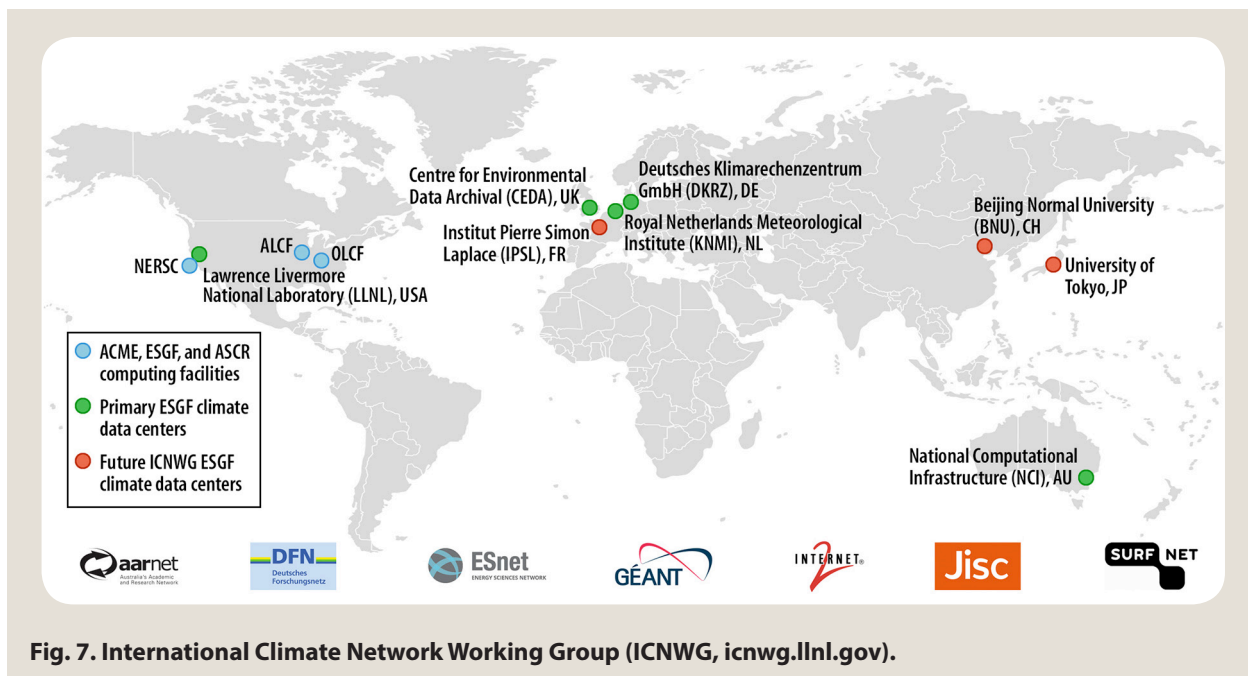 Centre for Environmental
Data Archival (CEDA), UK
Deutsches Klimarechenzentrum
GmbH (DKRZ), DE
Institut Pierre Simon
Laplace (IPSL), FR
Royal Netherlands Meteorological
Institute (KNMI), NL
Beijing Normal University
(BNU), CH
University of
Tokyo, JP
NERSC
ALCF
OLCF
Lawrence Livermore
National Laboratory (LLNL), USA
ACME, ESGF, and ASCR
computing facilities
Primary ESGF climate
data centers
Future ICNWG ESGF
climate data centers
National Computational
Infrastructure (NCI), AU
aarnet
Australia's Academic
and Research Network
DFN
Deutsches
Forschungsnetz
ESnet
ENERGY SCIENCES NETWORK
GÉANT
INTERNET®
2
Jisc
SURF NET
Fig. 7. International Climate Network Working Group (ICNWG, icnwg.llnl.gov).